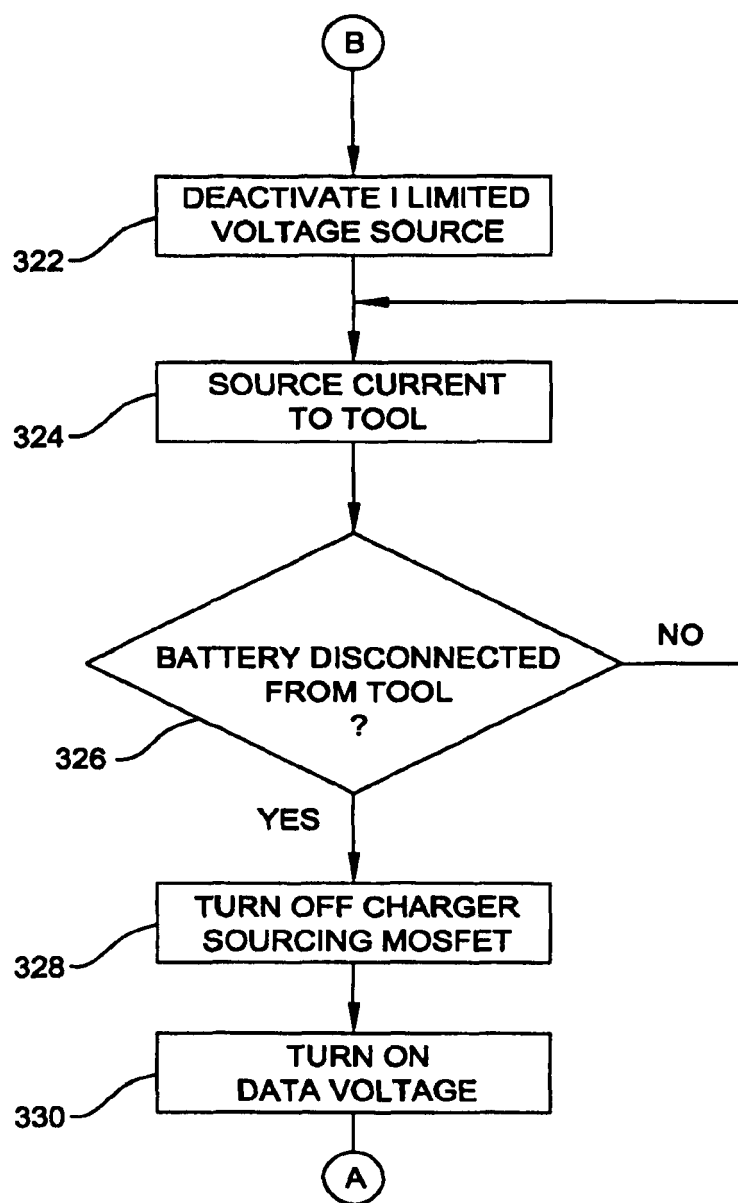 B
DEACTIVATE I LIMITED
VOLTAGE SOURCE
322
SOURCE CURRENT
TO TOOL
324
BATTERY DISCONNECTED
FROM TOOL
?
NO
326
YES
TURN OFF CHARGER
SOURCING MOSFET
328
TURN ON
DATA VOLTAGE
330
A